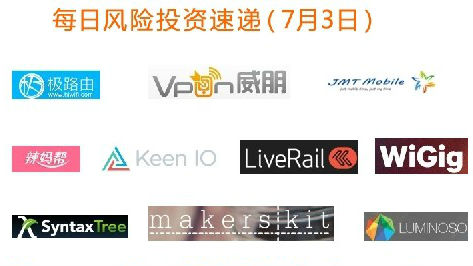 每日风险投资速递(7月3日)
极路由
www.hiwifi.com
Vpon威朋
JMT Mobile
辣妈帮
Keen IO
LiveRail
WiGig
SyntaxTree
makers kit
LUMINOSO